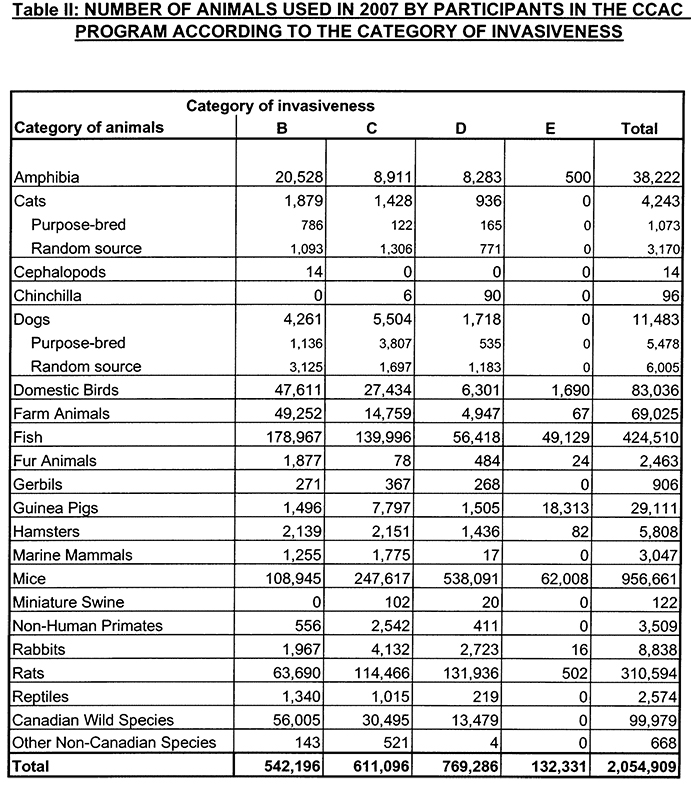 Table II: NUMBER OF ANIMALS USED IN 2007 BY PARTICIPANTS IN THE CCAC
PROGRAM ACCORDING TO THE CATEGORY OF INVASIVENESS
Category of invasiveness
Category of animals B C D E Total
Amphibia 20,528 8,911 8,283 500 38,222
Cats 1,879 1,428 936 0 4,243
Purpose-bred 786 122 165 0 1,073
Random source 1,093 1,306 771 0 3,170
Cephalopods 14 0 0 0 14
Chinchilla 0 6 90 0 96
Dogs 4,261 5,504 1,718 0 11,483
Purpose-bred 1,136 3,807 535 0 5,478
Random source 3,125 1,697 1,183 0 6,005
Domestic Birds 47,611 27,434 6,301 1,690 83,036
Farm Animals 49,252 14,759 4,947 67 69,025
Fish 178,967 139,996 56,418 49,129 424,510
Fur Animals 1,877 78 484 24 2,463
Gerbils 271 367 268 0 906
Guinea Pigs 1,496 7,797 1,505 18,313 29,111
Hamsters 2,139 2,151 1,436 82 5,808
Marine Mammals 1,255 1,775 17 0 3,047
Mice 108,945 247,617 538,091 62,008 956,661
Miniature Swine 0 102 20 0 122
Non-Human Primates 556 2,542 411 0 3,509
Rabbits 1,967 4,132 2,723 16 8,838
Rats 63,690 114,466 131,936 502 310,594
Reptiles 1,340 1,015 219 0 2,574
Canadian Wild Species 56,005 30,495 13,479 0 99,979
Other Non-Canadian Species 143 521 4 0 668
Total 542,196 611,096 769,286 132,331 2,054,909